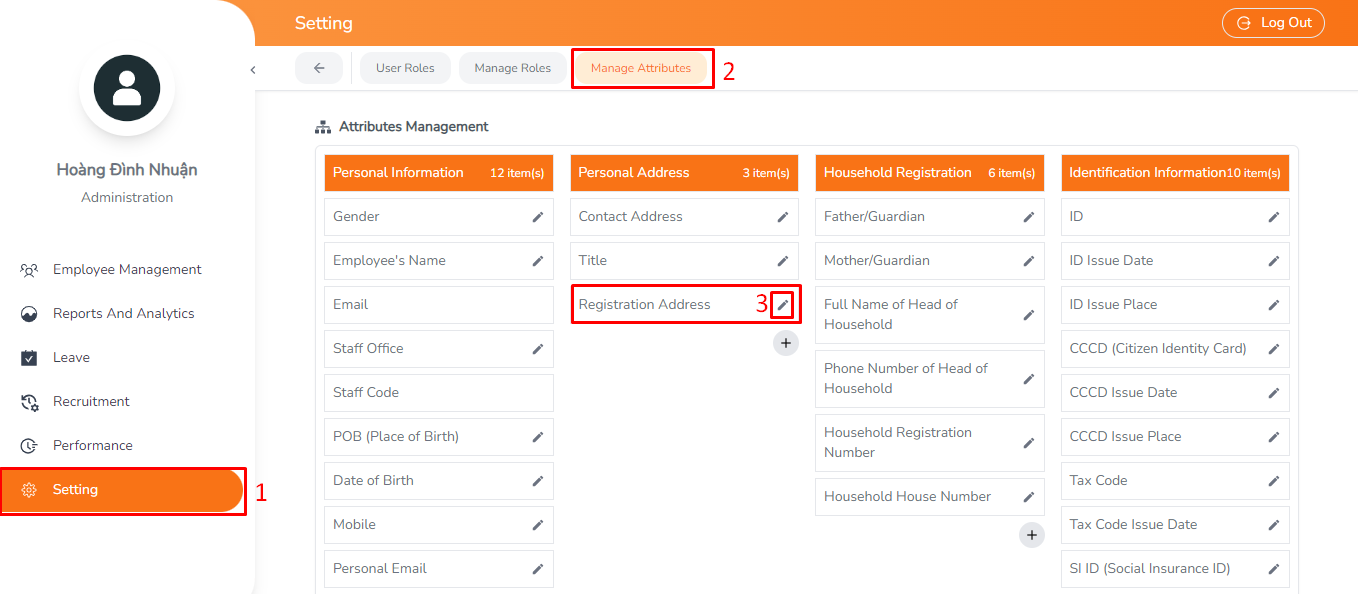 Setting
Log Out
User Roles
Manage Roles
Manage Attributes
2
Hoàng Đình Nhuận
Administration
Employee Management
Reports And Analytics
Leave
Recruitment
Performance
Setting
1
Attributes Management
Personal Information 12 item(s)
Gender
Employee's Name
Email
Staff Office
Staff Code
POB (Place of Birth)
Date of Birth
Mobile
Personal Email
Personal Address 3 item(s)
Contact Address
Title
Registration Address 3
Household Registration 6 item(s)
Father/Guardian
Mother/Guardian
Full Name of Head of
Household
Phone Number of Head of
Household
Household Registration
Number
Household House Number
Identification Information 10 item(s)
ID
ID Issue Date
ID Issue Place
CCCD (Citizen Identity Card)
CCCD Issue Date
CCCD Issue Place
Tax Code
Tax Code Issue Date
SI ID (Social Insurance ID)